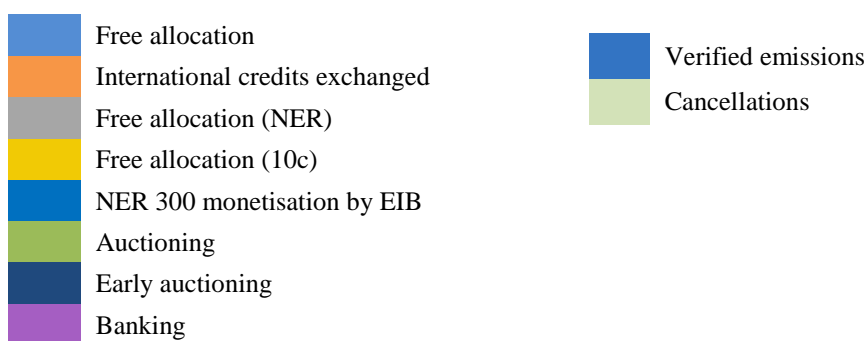 Free allocation
International credits exchanged
Free allocation (NER)
Free allocation (10c)
NER 300 monetisation by EIB
Auctioning
Early auctioning
Banking
Verified emissions
Cancellations